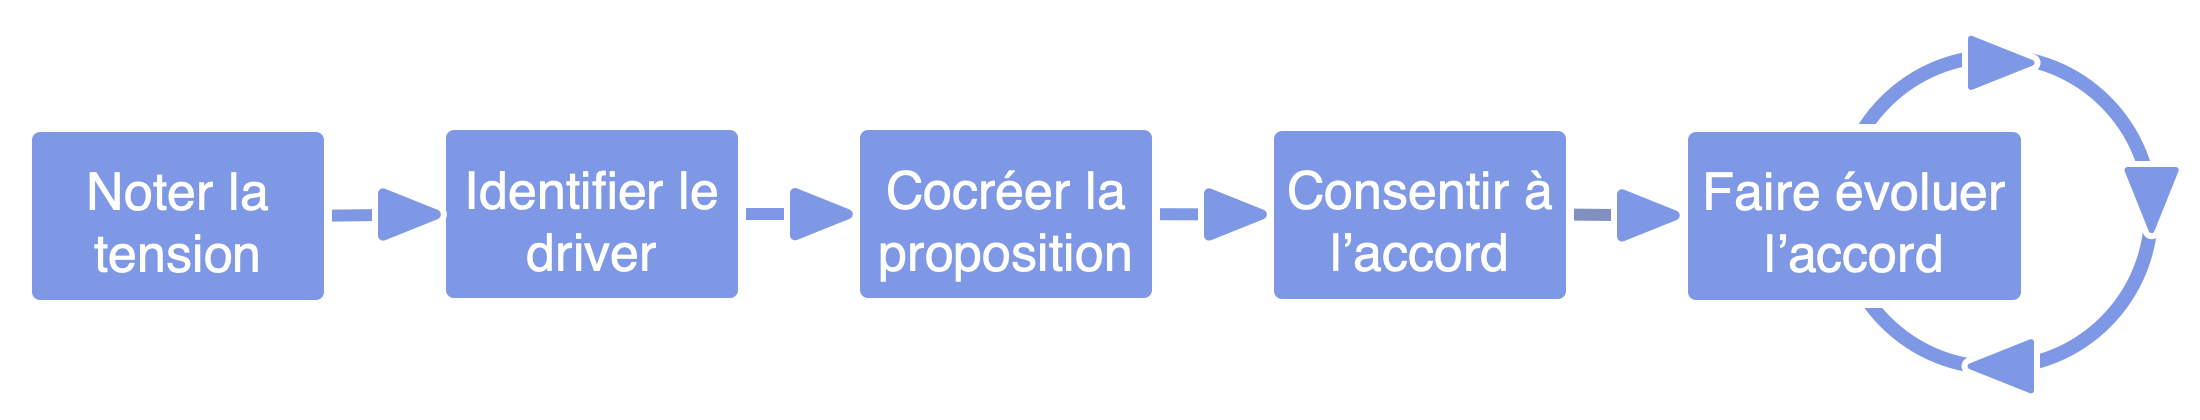 Noter la
tension
Identifier le
driver
Cocréer la
proposition
Consentir à
l’accord
Faire évoluer
l’accord